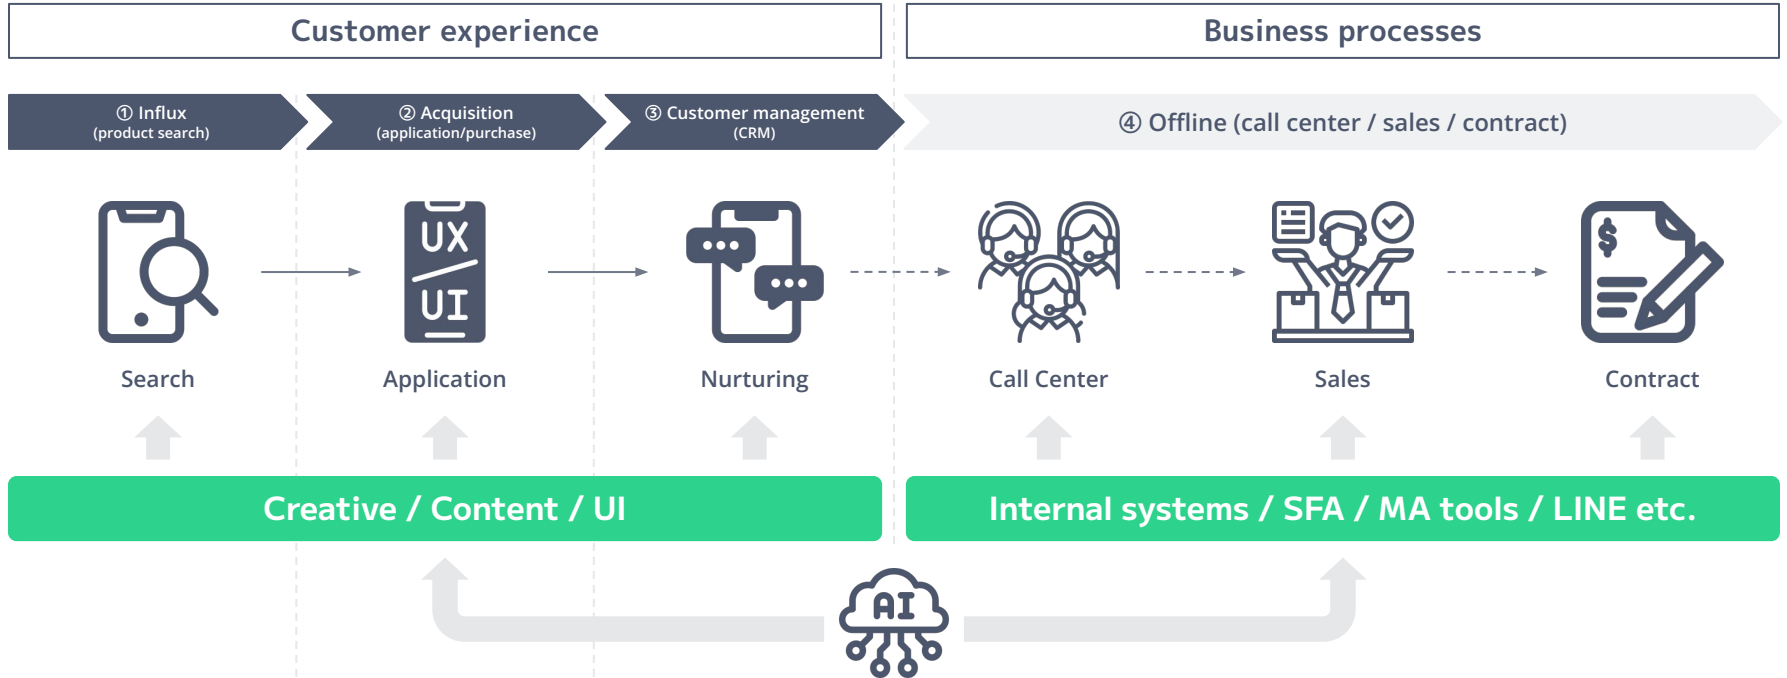 Customer experience
Business processes
① Influx
(product search)
② Acquisition
(application/purchase)
③ Customer management
(CRM)
④ Offline (call center / sales / contract)
UX
UI
$
Search
Application
Nurturing
Call Center
Sales
Contract
Creative / Content / UI
Internal systems / SFA / MA tools / LINE etc.
AI